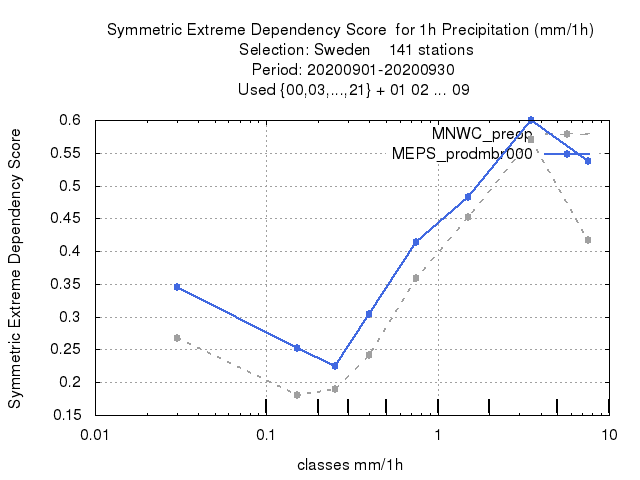 Symmetric Extreme Dependency Score  for 1h Precipitation (mm/1h)
Selection: Sweden    141 stations
Period: 20200901-20200930
Used {00,03,...,21} + 01 02 ... 09
MNWC_preop
MEPS_prodmbr000
Symmetric Extreme Dependency Score
0.6
0.55
0.5
0.45
0.4
0.35
0.3
0.25
0.2
0.15
0.01 0.1 1 10
classes mm/1h